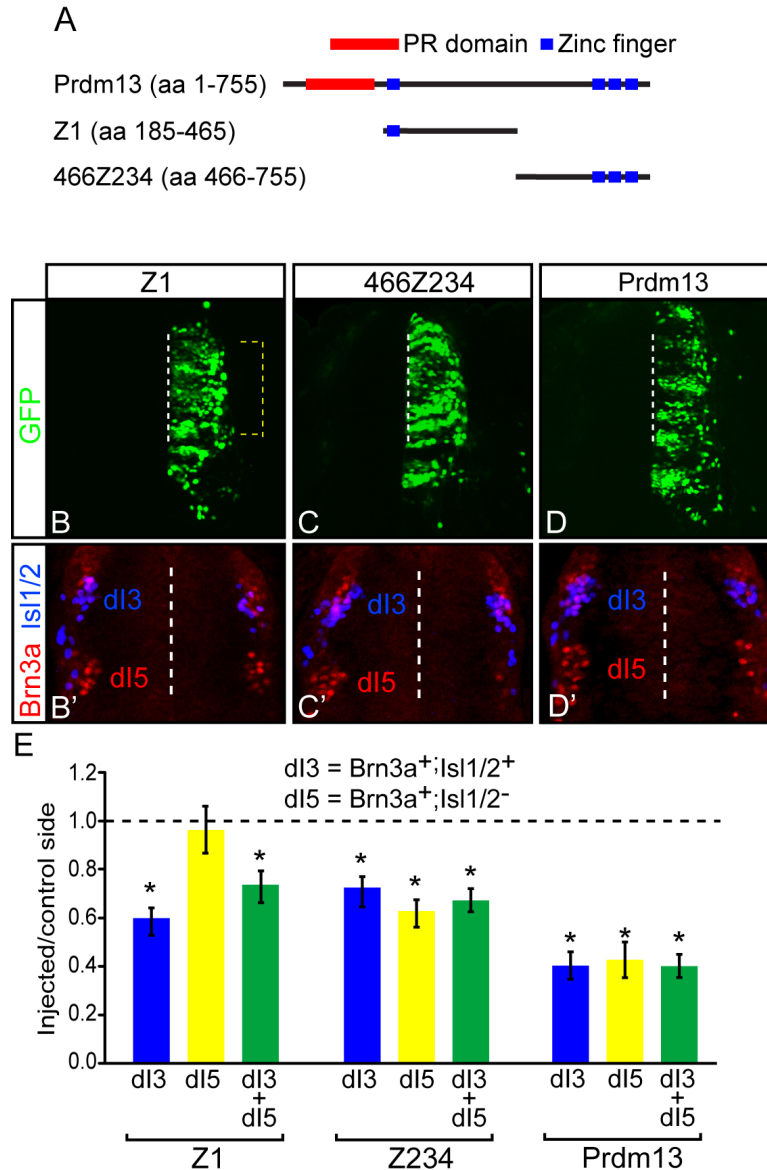 A
PR domain Zinc finger
Prdm13 (aa 1-755)
Z1 (aa 185-465)
466Z234 (aa 466-755)
Z1 466Z234 Prdm13
GFP
B C D
Brn3a Isl1/2
dI3 dI3 dI3
dI5 dI5 dI5
B' C' D'
E
dI3 = Brn3a+;Isl1/2+
dI5 = Brn3a+;Isl1/2-
Injected/control side
1.2
1.0
0.8
0.6
0.4
0.2
0.0
* * * * * * * *
dI3 dI5 dI3 + dI5 dI3 dI5 dI3 + dI5 dI3 dI5 dI3 + dI5
Z1 Z234 Prdm13